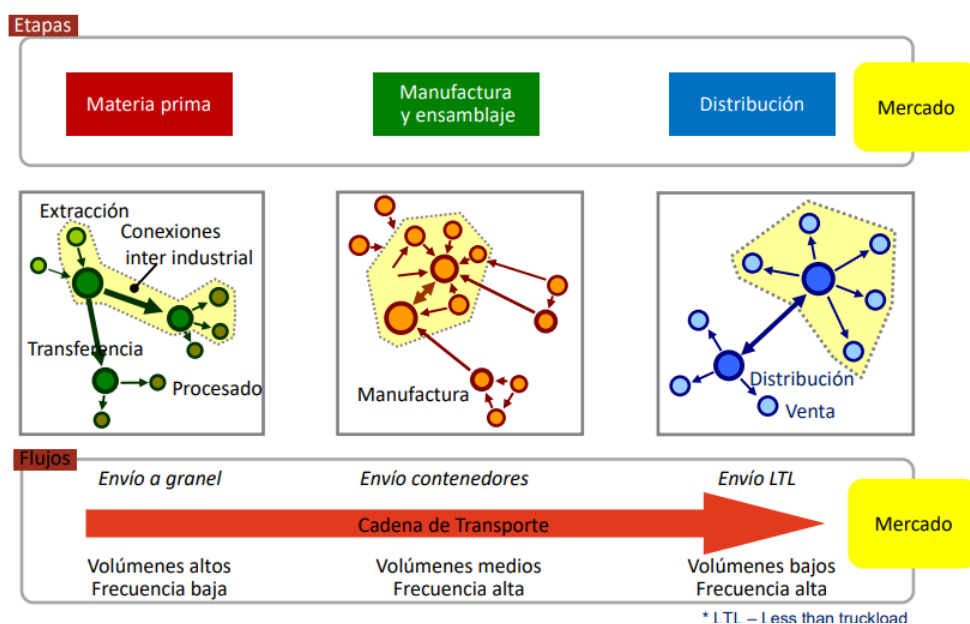 Etapas
Materia prima
Manufactura
y ensamblaje
Distribución
Mercado
Extracción
Conexiones
inter industrial
Transferencia
Procesado
Manufactura
Distribución
Venta
Flujos
Envío a granel
Envío contenedores
Envío LTL
Cadena de Transporte
Mercado
Volúmenes altos
Frecuencia baja
Volúmenes medios
Frecuencia alta
Volúmenes bajos
Frecuencia alta
* LTL – Less than truckload